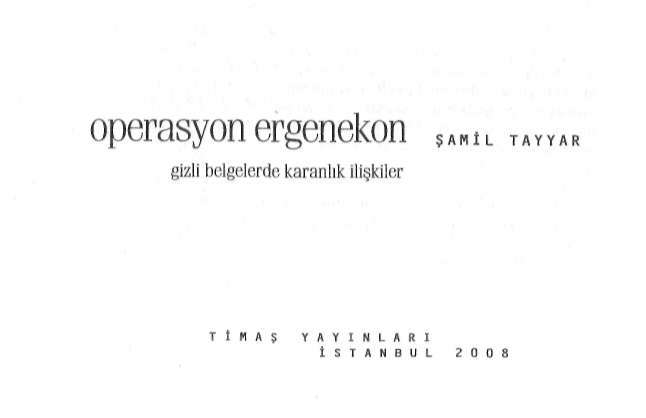 operasyon ergenekon ŞAMİL TAYYAR
gizli belgelerde karanlık ilişkiler
TİMAŞ YAYINLARI
İSTANBUL 2008